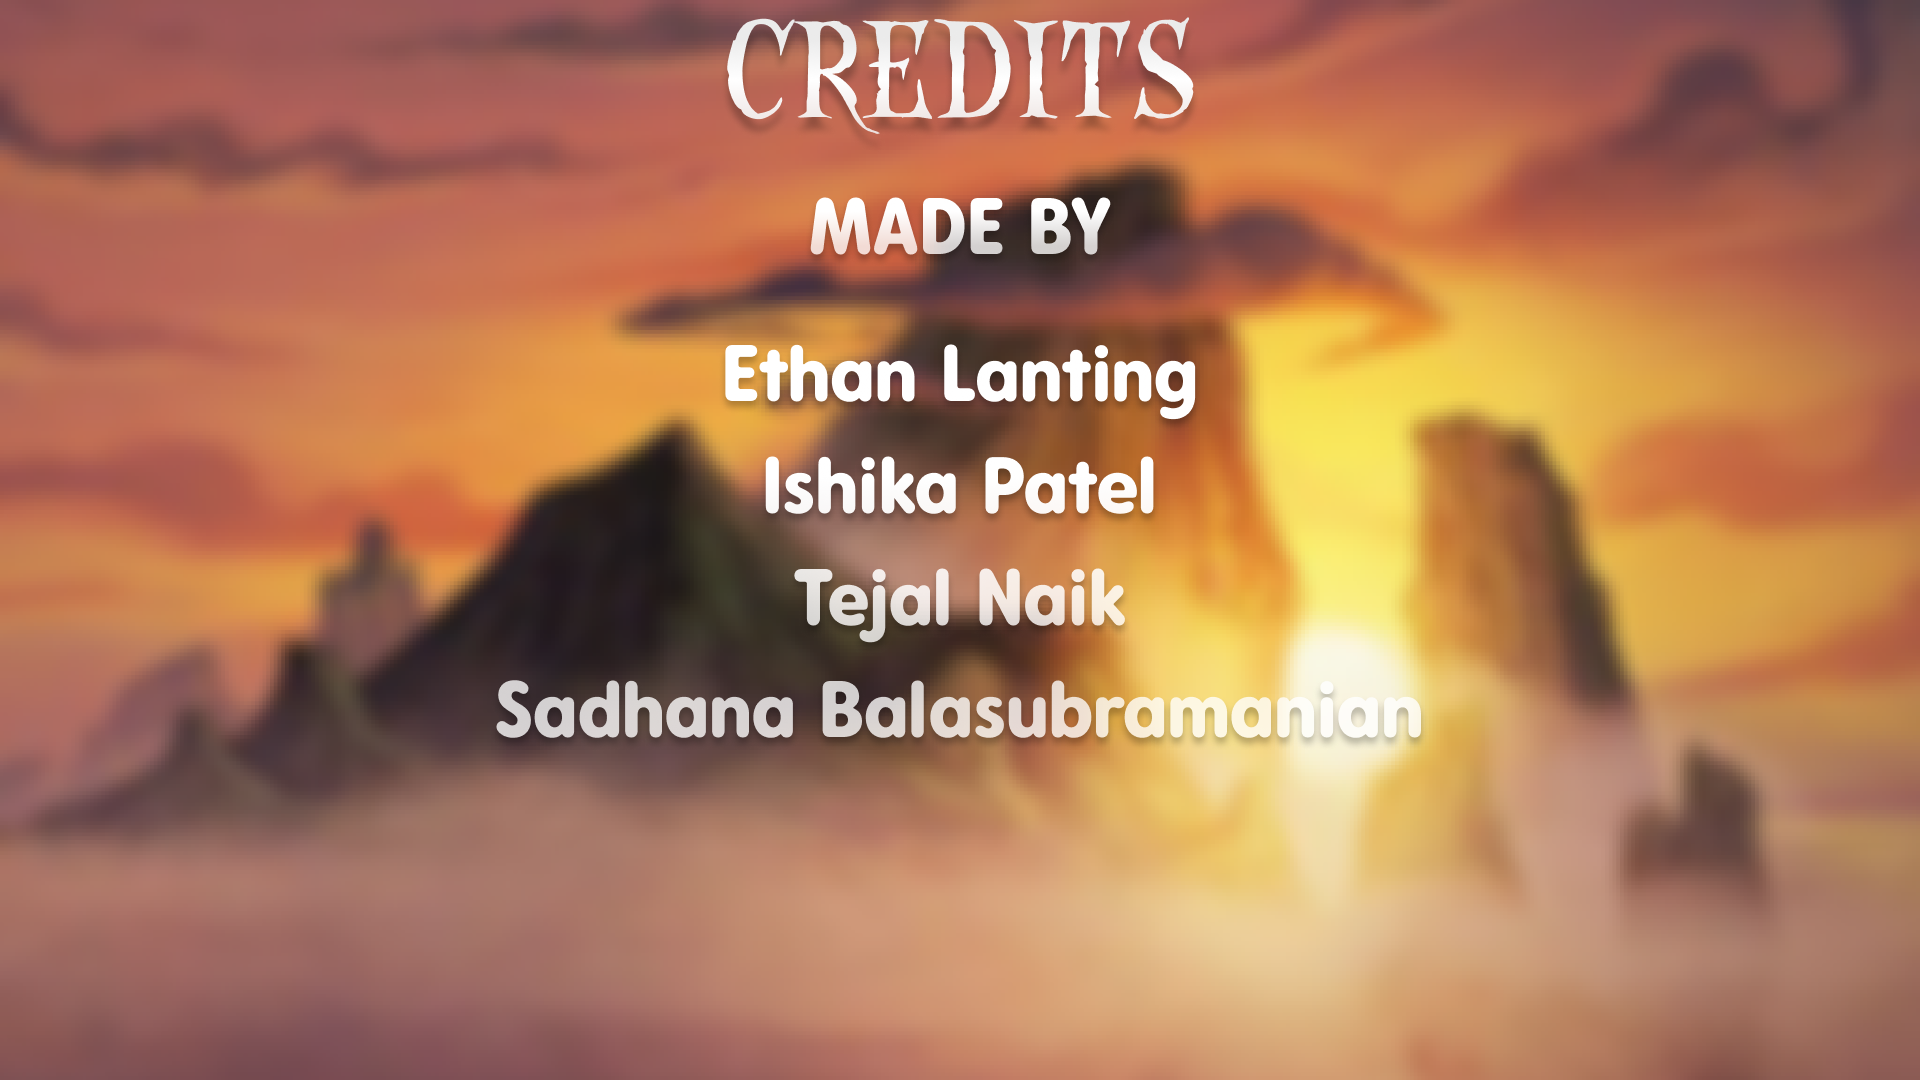 CREDITS
MADE BY
Ethan Lanting
Ishika Patel
Tejal Naik
Sadhana Balasubramanian